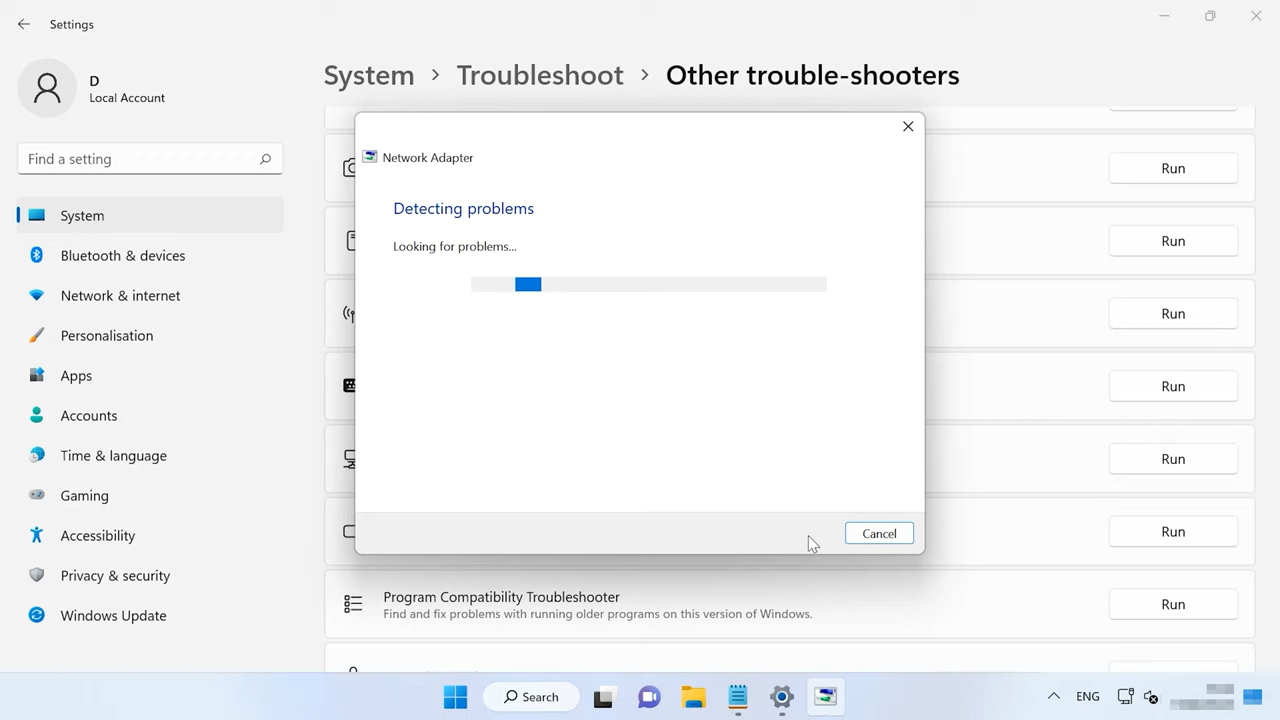 Settings
D
Local Account
Find a setting
System
Bluetooth & devices
Network & internet
Personalisation
Apps
Accounts
Time & language
Gaming
Accessibility
Privacy & security
Windows Update
System > Troubleshoot > Other trouble-shooters
Network Adapter
Detecting problems
Looking for problems...
Cancel
Run
Run
Run
Run
Run
Run
Program Compatibility Troubleshooter
Find and fix problems with running older programs on this version of Windows.
Run
Search
ENG